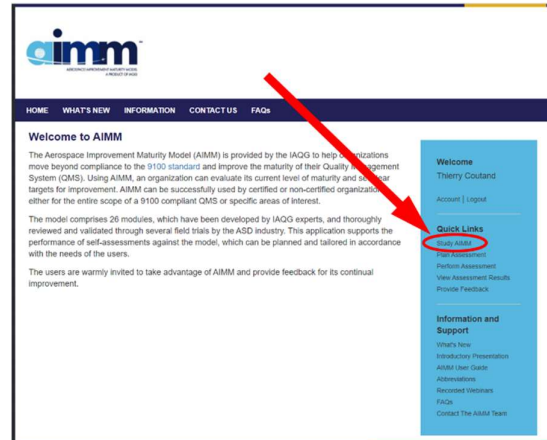 aimm
AEROSPACE IMPROVEMENT MATURITY MODEL
A PRODUCT OF IAQG
HOME WHAT'S NEW INFORMATION CONTACT US FAQs
Welcome to AIMM
The Aerospace Improvement Maturity Model (AIMM) is provided by the IAQG to help organizations
move beyond compliance to the 9100 standard and improve the maturity of their Quality Management
System (QMS). Using AIMM, an organization can evaluate its current level of maturity and set clear
targets for improvement. AIMM can be successfully used by certified or non-certified organizations
either for the entire scope of a 9100 compliant QMS or specific areas of interest.
The model comprises 26 modules, which have been developed by IAQG experts, and thoroughly
reviewed and validated through several field trials by the ASD industry. This application supports the
performance of self-assessments against the model, which can be planned and tailored in accordance
with the needs of the users.
The users are warmly invited to take advantage of AIMM and provide feedback for its continual
improvement.
Welcome
Thierry Coutand
Account | Logout
Quick Links
Study AIMM
Plan Assessment
Perform Assessment
View Assessment Results
Provide Feedback
Information and
Support
What's New
Introductory Presentation
AIMM User Guide
Abbreviations
Recorded Webinars
FAQs
Contact The AIMM Team